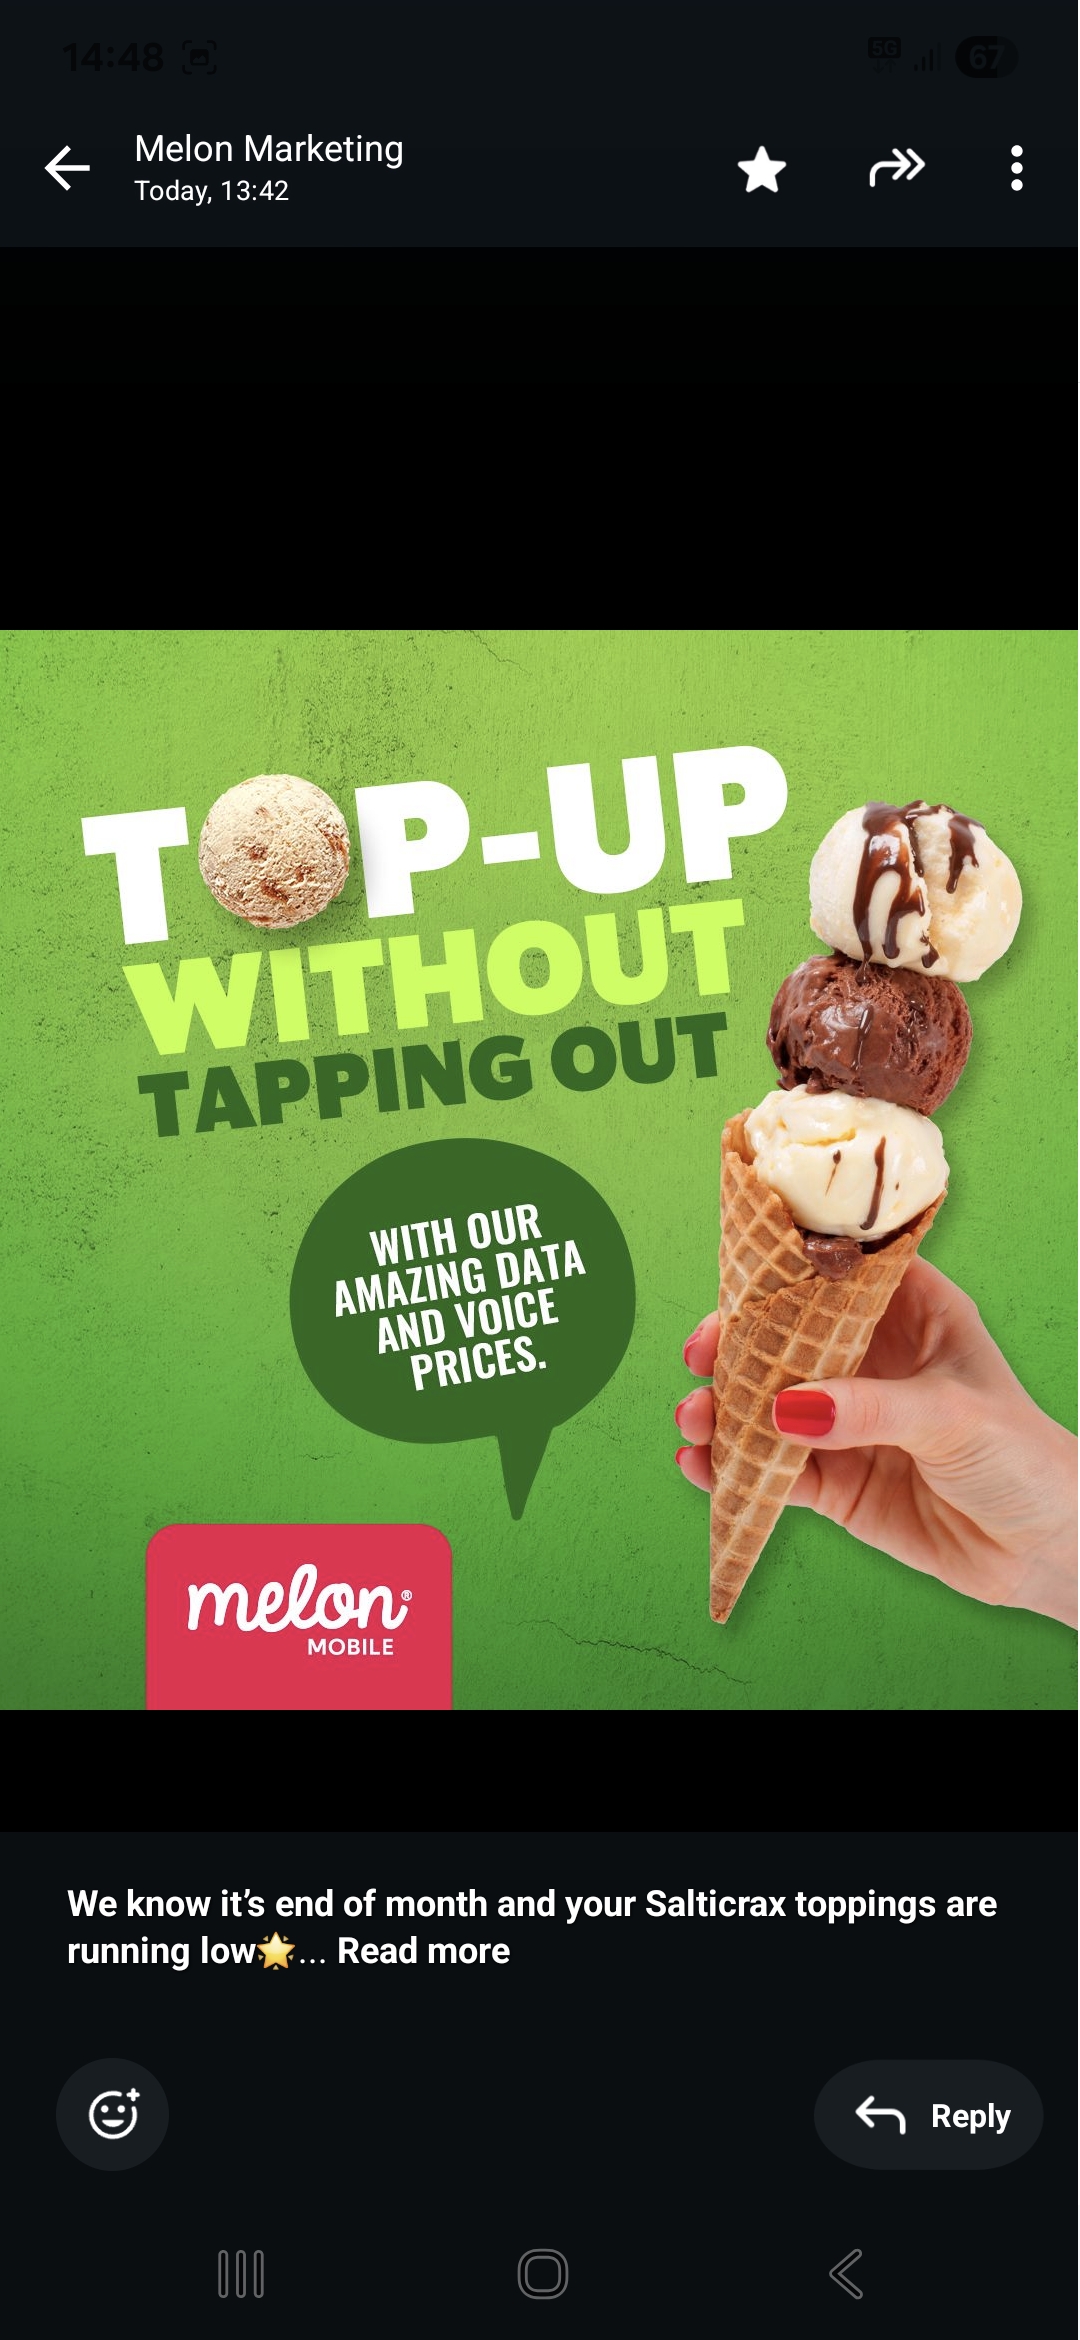 14:48
5G
67
Melon Marketing
Today, 13:42
TOP-UP
WITHOUT
TAPPING OUT
WITH OUR
AMAZING DATA
AND VOICE
PRICES.
melon®
MOBILE
We know it’s end of month and your Salticrax toppings are
running low🌟... Read more
Reply